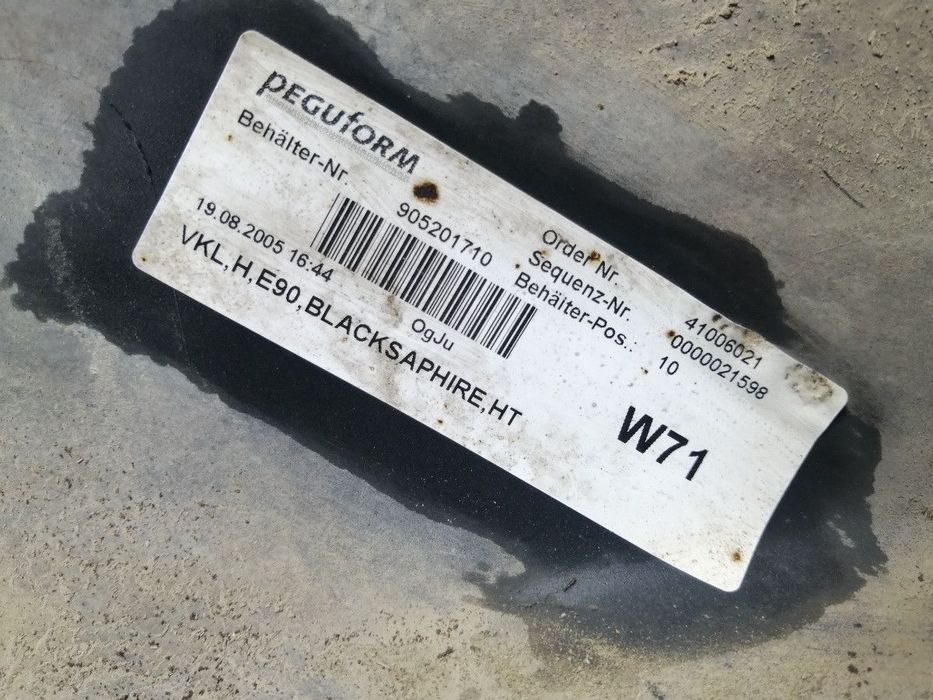 PEGUfORM
Behälter-Nr
905201710
19.08.2005 16:44
OgJu
VKL,H,E90,BLACKSAPHIRE,HT
Order Nr. 41006021
Sequenz-Nr. 0000021598
Behälter-Pos.: 10
W71